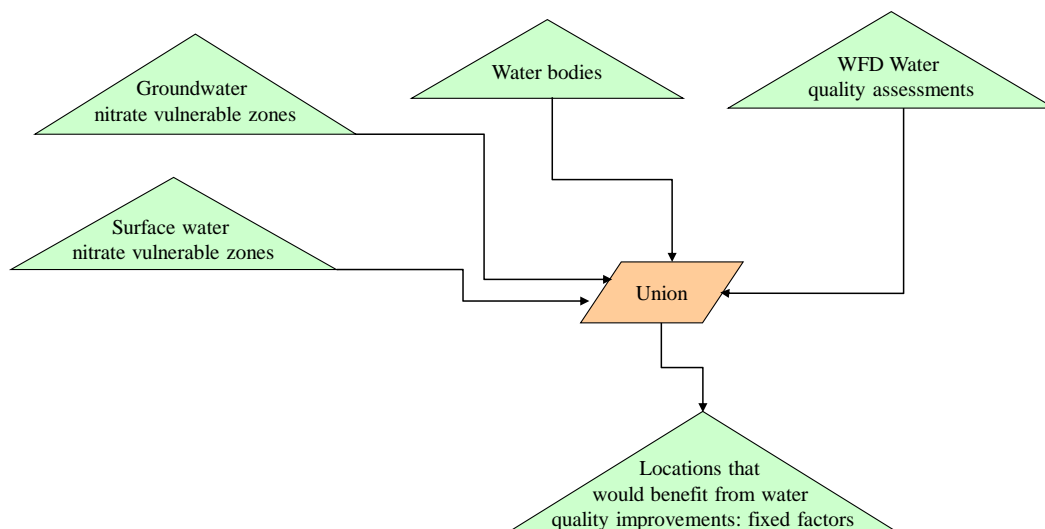 Groundwater
nitrate vulnerable zones
Water bodies
WFD Water
quality assessments
Surface water
nitrate vulnerable zones
Union
Locations that
would benefit from water
quality improvements: fixed factors